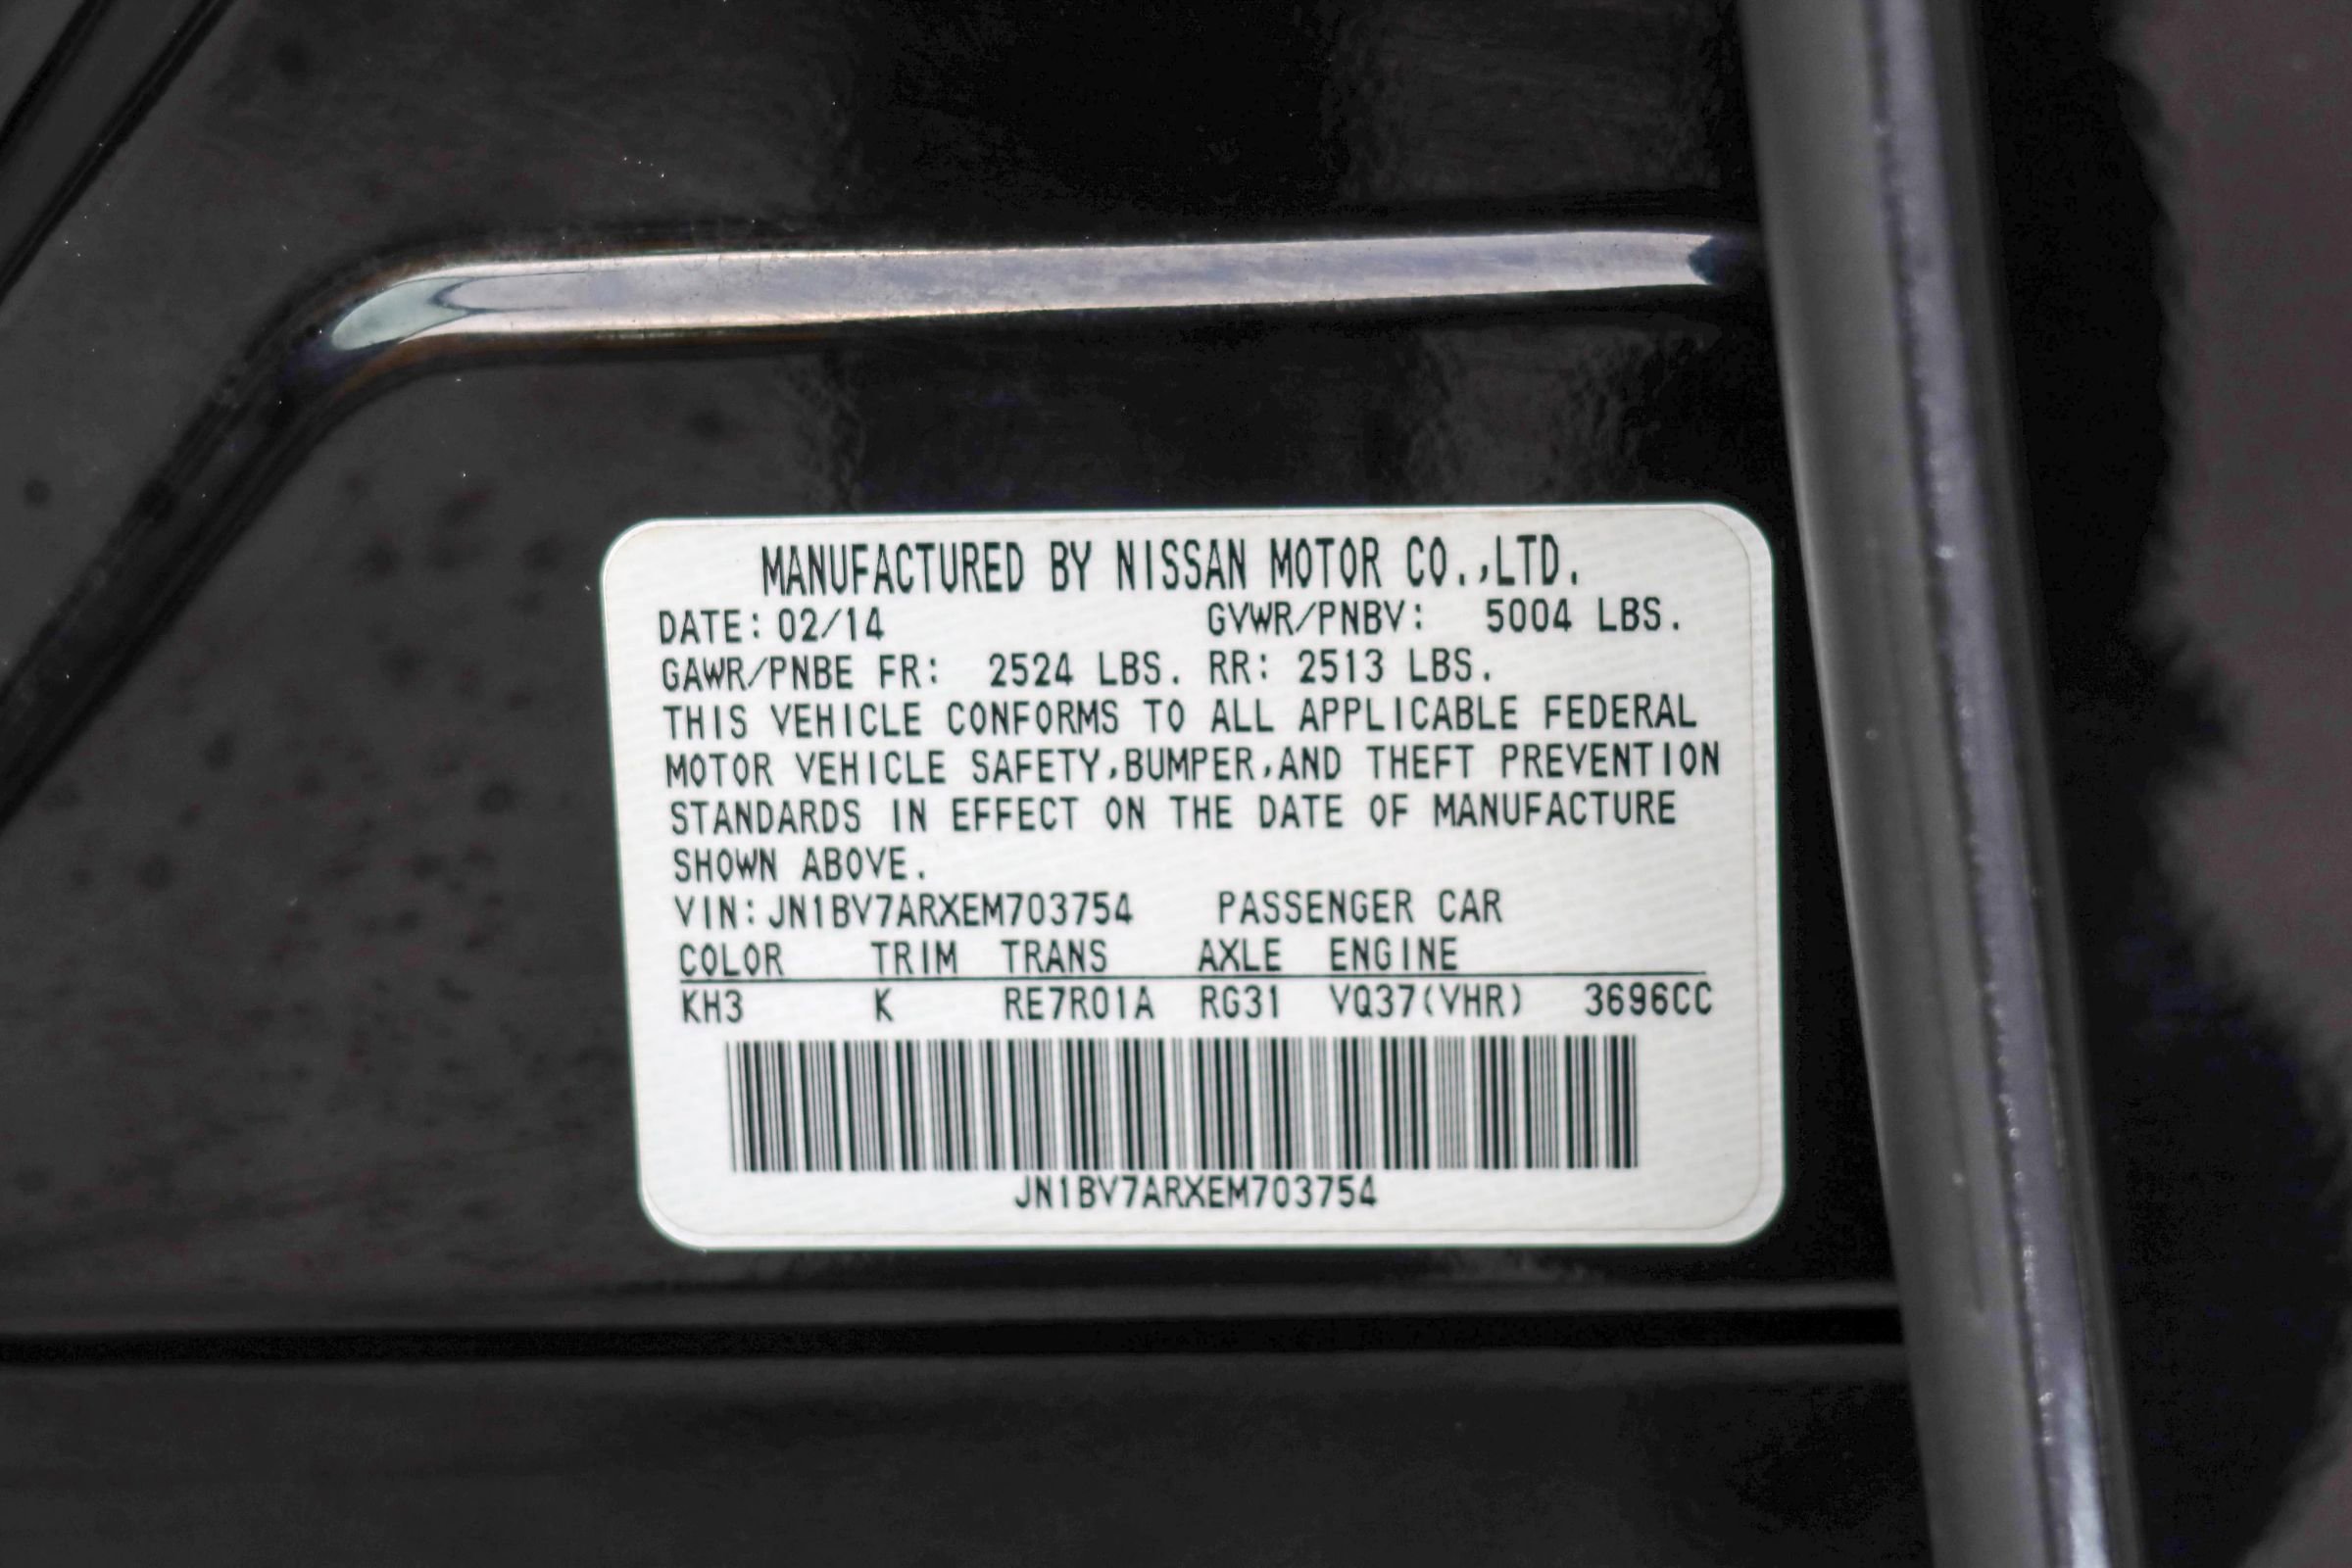 MANUFACTURED BY NISSAN MOTOR CO.,LTD.
DATE: 02/14 GVWR/PNBV: 5004 LBS.
GAWR/PNBE FR: 2524 LBS. RR: 2513 LBS.
THIS VEHICLE CONFORMS TO ALL APPLICABLE FEDERAL
MOTOR VEHICLE SAFETY,BUMPER,AND THEFT PREVENTION
STANDARDS IN EFFECT ON THE DATE OF MANUFACTURE
SHOWN ABOVE.
VIN:JN1BV7ARXEM703754 PASSENGER CAR
COLOR TRIM TRANS AXLE ENGINE
KH3 K RE7R01A RG31 VQ37(VHR) 3696CC
JN1BV7ARXEM703754